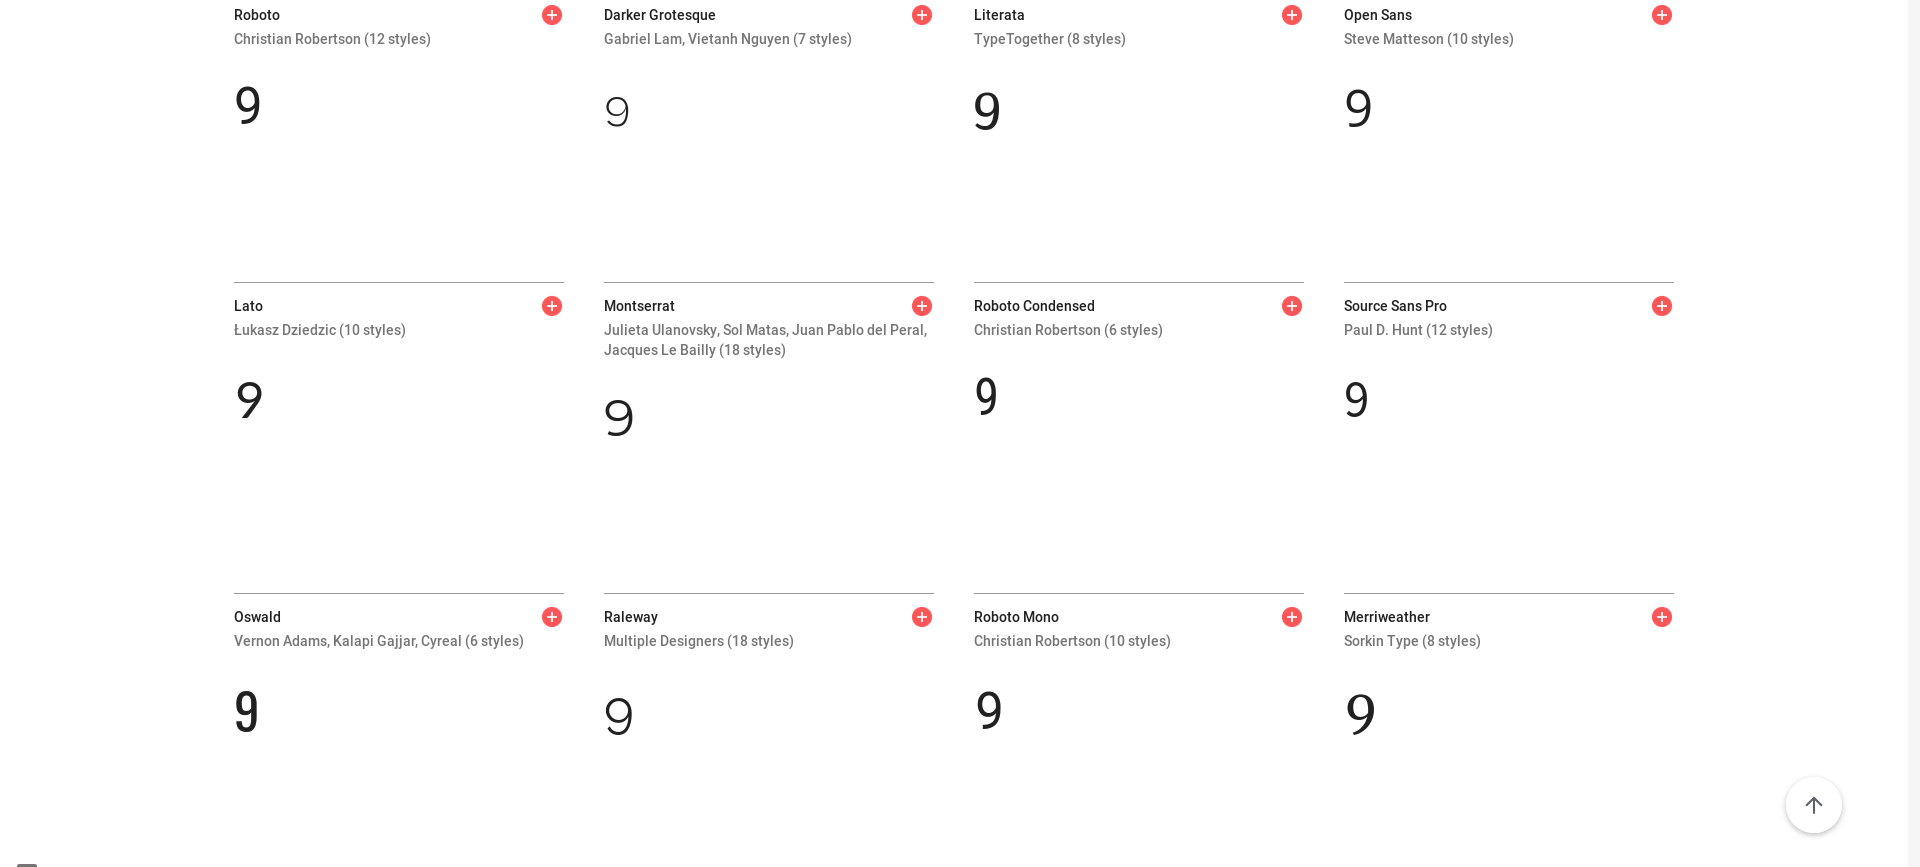 Roboto
Christian Robertson (12 styles)
9
Darker Grotesque
Gabriel Lam, Vietanh Nguyen (7 styles)
9
Literata
TypeTogether (8 styles)
9
Open Sans
Steve Matteson (10 styles)
9
Lato
Łukasz Dziedzic (10 styles)
9
Montserrat
Julieta Ulanovsky, Sol Matas, Juan Pablo del Peral,
Jacques Le Bailly (18 styles)
9
Roboto Condensed
Christian Robertson (6 styles)
9
Source Sans Pro
Paul D. Hunt (12 styles)
9
Oswald
Vernon Adams, Kalapi Gajjar, Cyreal (6 styles)
9
Raleway
Multiple Designers (18 styles)
9
Roboto Mono
Christian Robertson (10 styles)
9
Merriweather
Sorkin Type (8 styles)
9